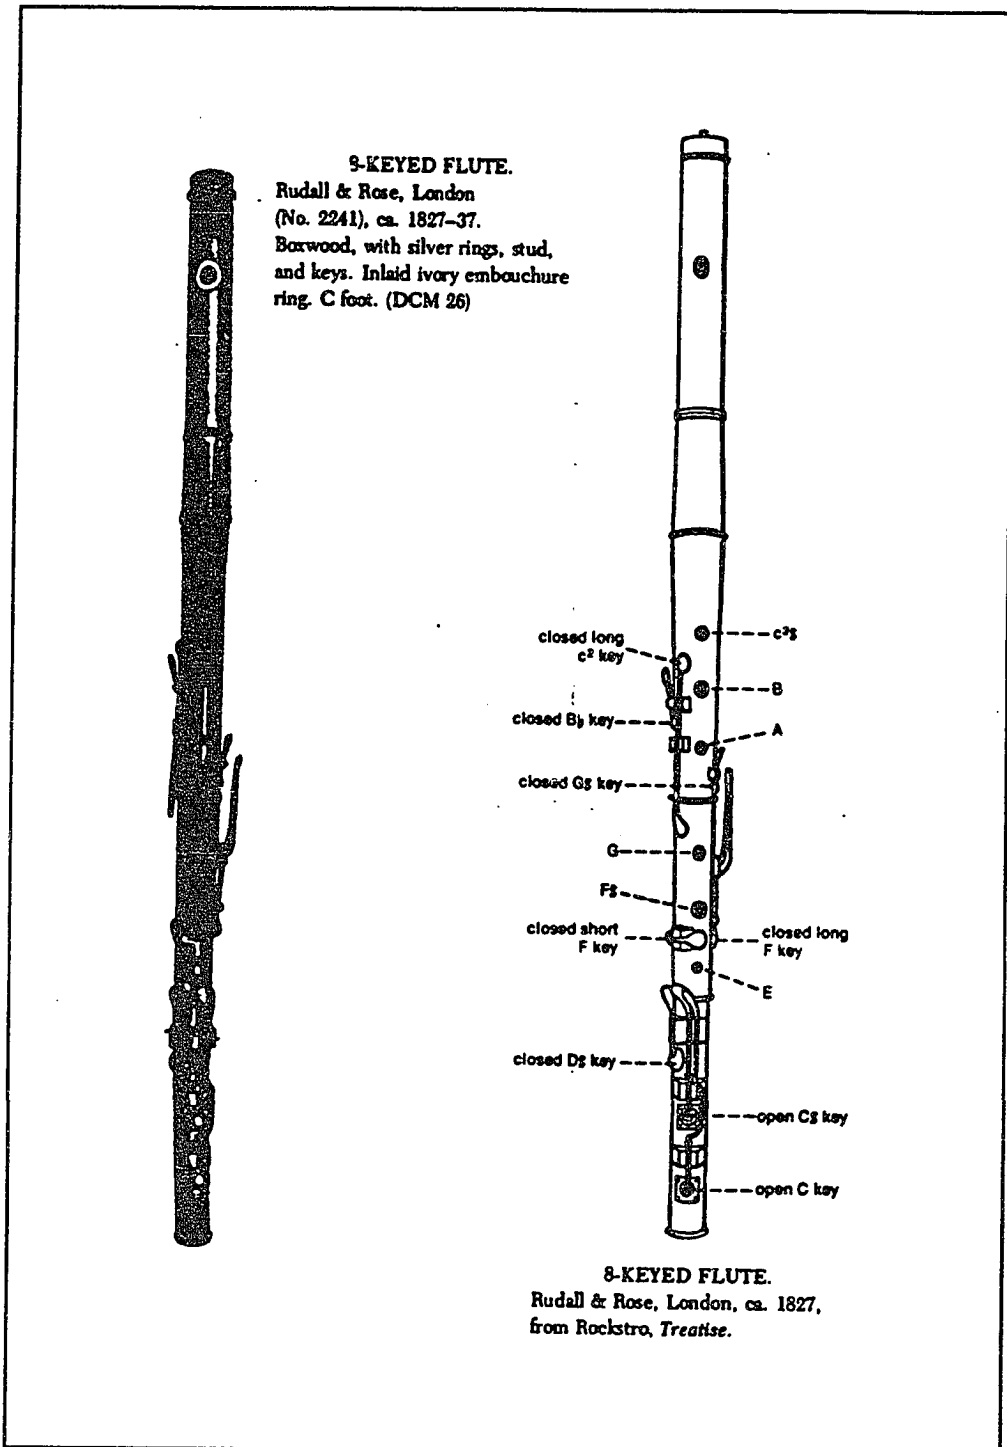 8-KEYED FLUTE.
Rudall & Rose, London
(No. 2241), ca. 1827–37.
Boxwood, with silver rings, stud,
and keys. Inlaid ivory embouchure
ring. C foot. (DCM 26)
closed long
c² key
c²♯
B
closed B♭ key
A
closed G♯ key
G
F♯
closed short
F key
closed long
F key
E
closed D♯ key
open C♯ key
open C key
8-KEYED FLUTE.
Rudall & Rose, London, ca. 1827,
from Rockstro, Treatise.